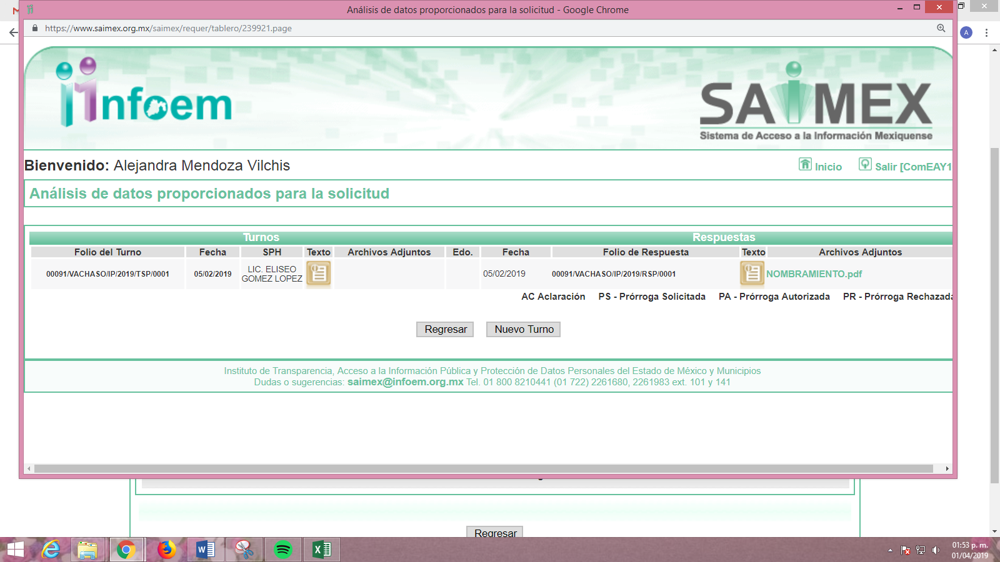 Análisis de datos proporcionados para la solicitud - Google Chrome
https://www.saimex.org.mx/saimex/requer/tablero/239921.page
A
infoem
SAIMEX
Sistema de Acceso a la Información Mexiquense
Bienvenido: Alejandra Mendoza Vilchis
Inicio Salir [ComEAY1
Análisis de datos proporcionados para la solicitud
Turnos Respuestas
Folio del Turno Fecha SPH Texto Archivos Adjuntos Edo. Fecha Folio de Respuesta Texto Archivos Adjuntos
00091/VACHASO/IP/2019/TSP/0001 05/02/2019 LIC. ELISEO GOMEZ LOPEZ 05/02/2019 00091/VACHASO/IP/2019/RSP/0001 NOMBRAMIENTO.pdf
AC Aclaración PS - Prórroga Solicitada PA - Prórroga Autorizada PR - Prórroga Rechazada
Regresar Nuevo Turno
Instituto de Transparencia, Acceso a la Información Pública y Protección de Datos Personales del Estado de México y Municipios
Dudas o sugerencias: saimex@infoem.org.mx Tel. 01 800 8210441 (01 722) 2261680, 2261983 ext. 101 y 141
Regresar
01:53 p. m.
01/04/2019